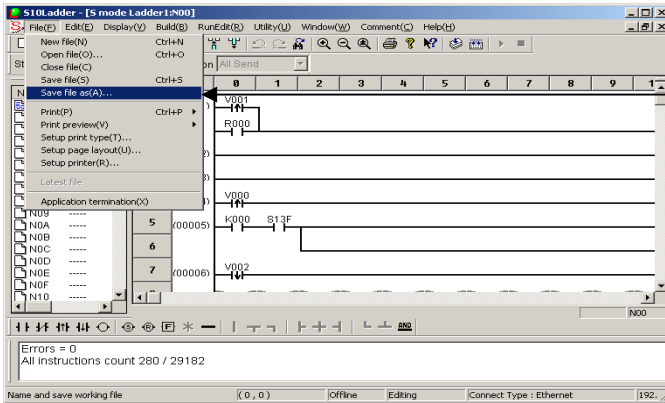 S10Ladder - [S mode Ladder1:N00]
File(F) Edit(E) Display(V) Build(B) RunEdit(R) Utility(U) Window(W) Comment(C) Help(H)
New file(N) Ctrl+N
Open file(O)... Ctrl+O
Close file(C)
Save file(S) Ctrl+S
Save file as(A)...
Print(P) Ctrl+P
Print preview(V)
Setup print type(T)...
Setup page layout(U)...
Setup printer(R)...
Latest file
Application termination(X)
All Send
0 1 2 3 4 5 6 7 8 9
V001
R000
V000
N09 -----
N0A -----
5 (00005) K000 S13F
N0B -----
N0C -----
6
N0D -----
N0E -----
7 (00006) V002
N0F -----
N10 -----
N00
AND
Errors = 0
All instructions count 280 / 29182
Name and save working file (0,0) Offline Editing Connect Type : Ethernet 192.